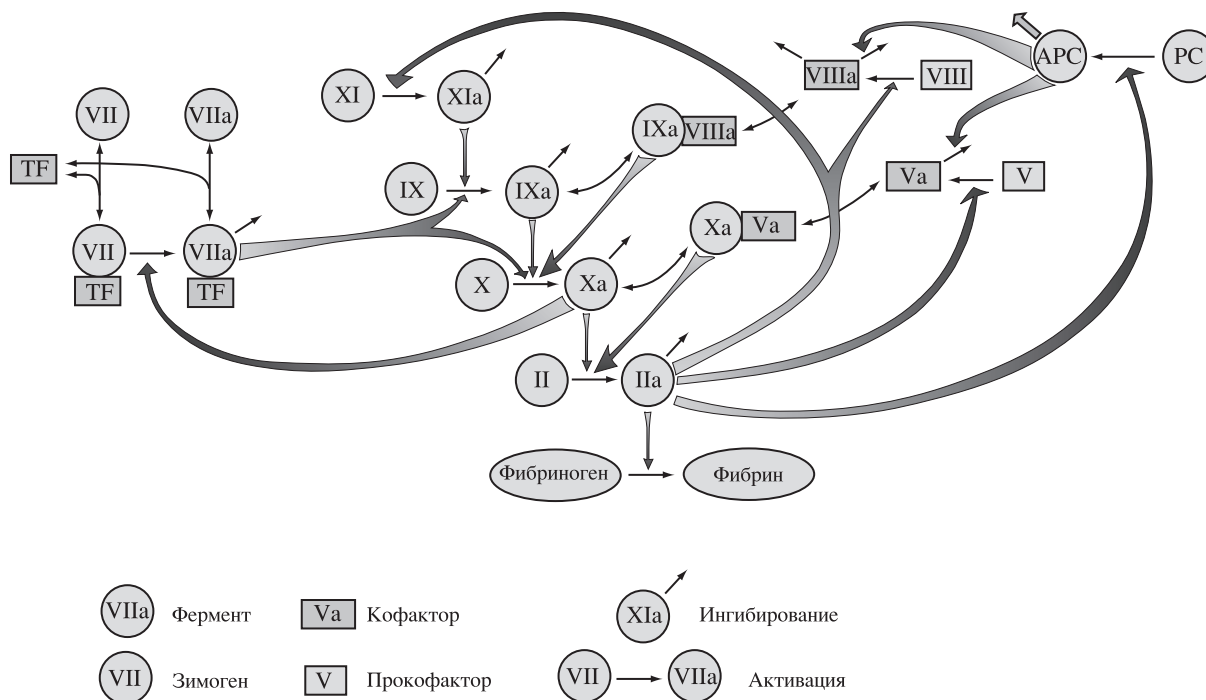 APC
PC
VIIIa
VIII
XI
XIa
VII
VIIa
IXa
VIIIa
TF
IX
IXa
Va
V
Xa
Va
VII
VIIa
TF
TF
X
Xa
II
IIa
Фибриноген
Фибрин
VIIa
Фермент
Va
Кофактор
XIa
Ингибирование
VII
Зимоген
V
Прокофактор
VII
VIIa
Активация